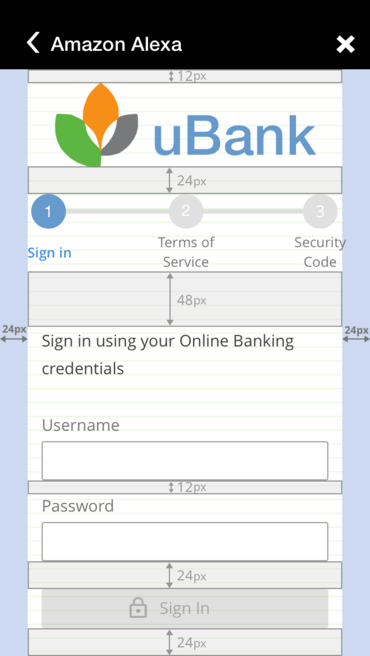 Amazon Alexa
12px
uBank
24px
1 2 3
Sign in
Terms of
Service
Security
Code
48px
24px
24px
Sign in using your Online Banking
credentials
Username
12px
Password
24px
Sign In
24px